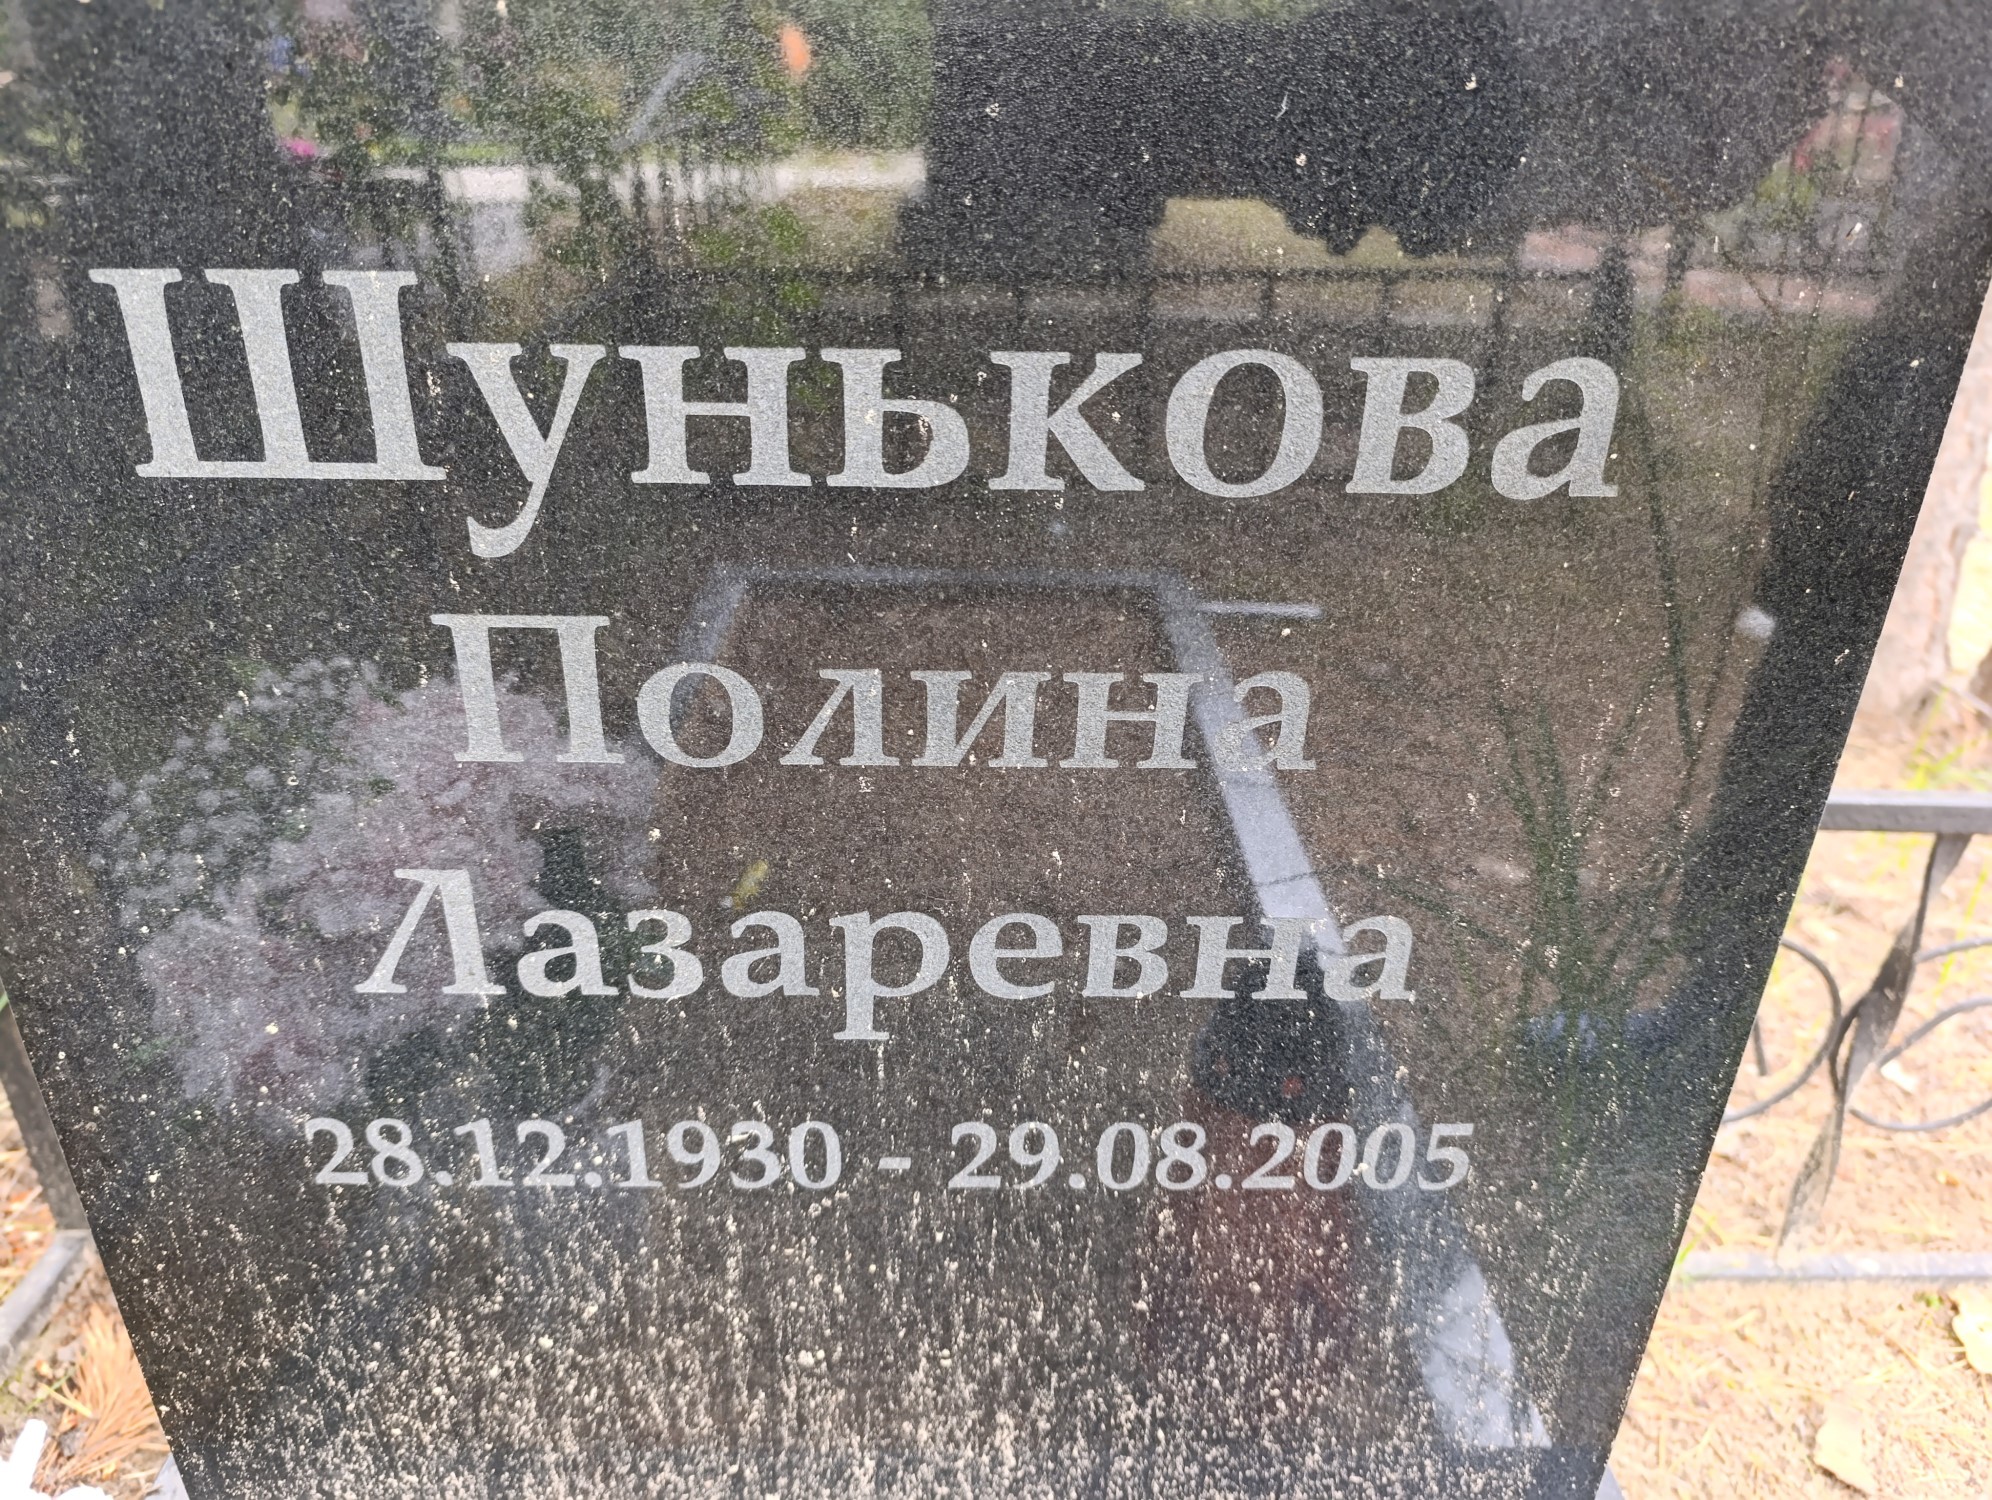 Шунькова
Полина
Лазаревна
28.12.1930 - 29.08.2005